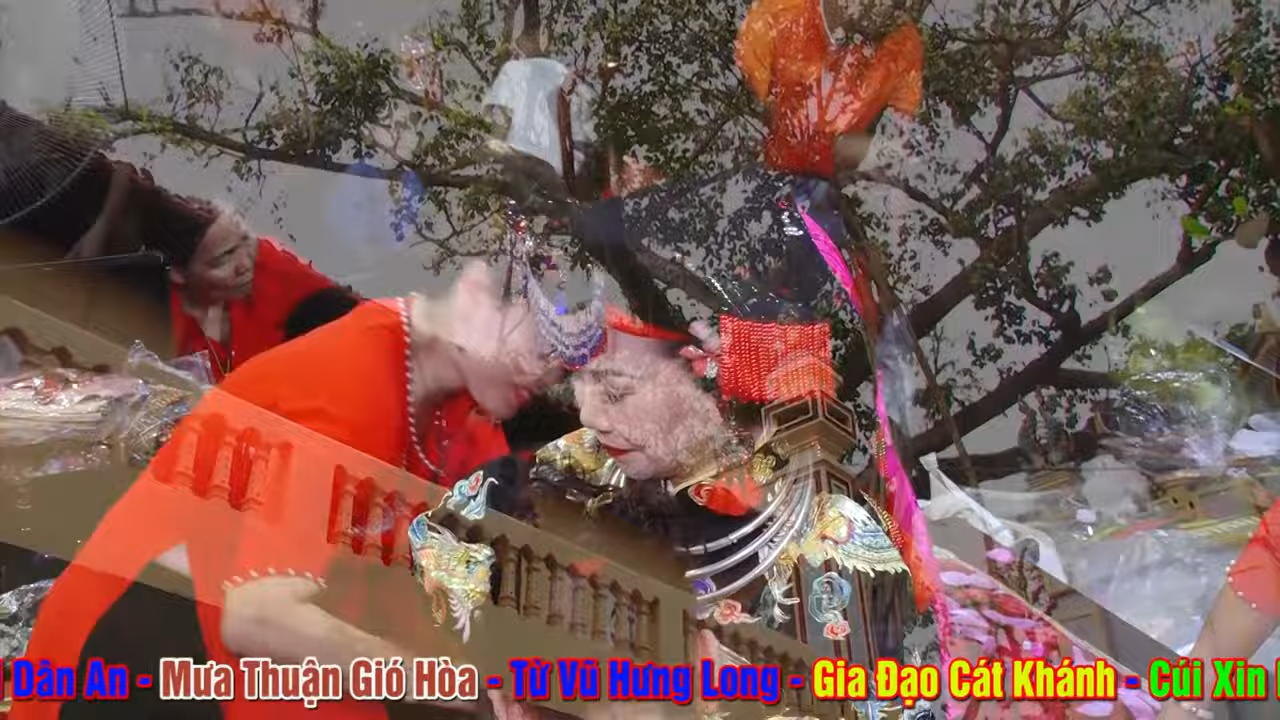 Dân An - Mưa Thuận Gió Hòa - Từ Vũ Hưng Long - Gia Đạo Cát Khánh - Cúi Xin